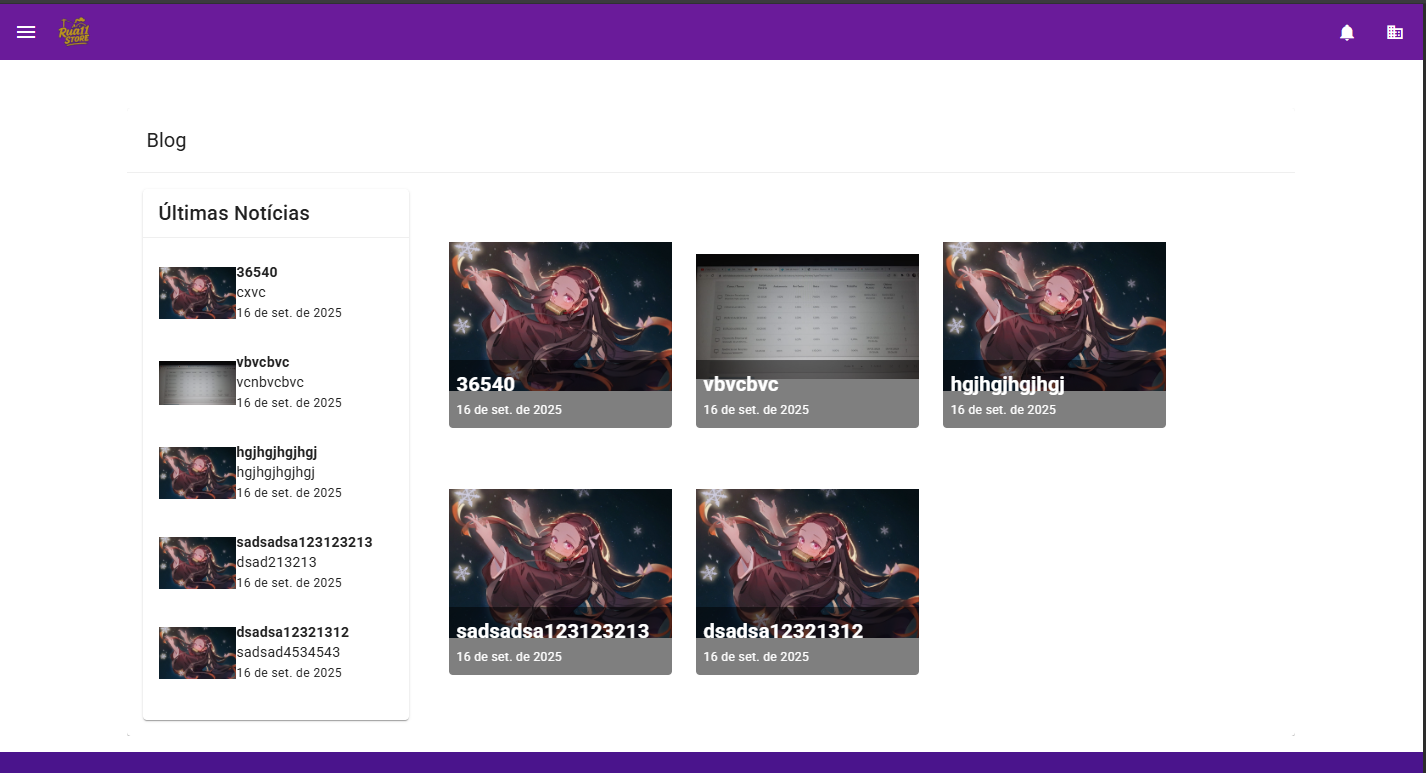 Rua11
STORE
Blog
Últimas Notícias
36540
cxvc
16 de set. de 2025
vbvcbvc
vcnbvcbvc
16 de set. de 2025
hgjhgjhgjhgj
hgjhgjhgjhgj
16 de set. de 2025
sadsadsa123123213
dsad213213
16 de set. de 2025
dsadsa12321312
sadsad4534543
16 de set. de 2025
36540
16 de set. de 2025
vbvcbvc
16 de set. de 2025
hgjhgjhgjhgj
16 de set. de 2025
sadsadsa123123213
16 de set. de 2025
dsadsa12321312
16 de set. de 2025